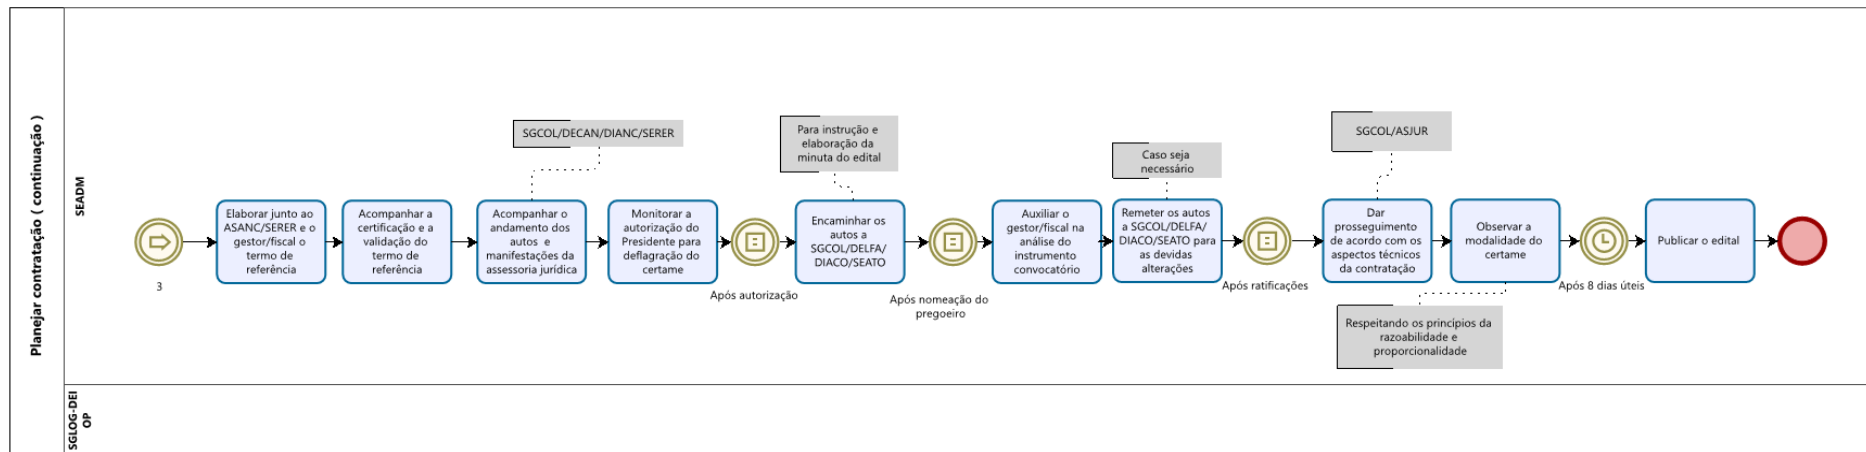 Planejar contratação ( continuação )
SEADM
3
Elaborar junto ao
ASANC/SERER e o
gestor/fiscal o
termo de
referência
Acompanhar a
certificação e a
validação do
termo de
referência
SGCOL/DECAN/DIANC/SERER
Acompanhar o
andamento dos
autos e
manifestações da
assessoria jurídica
Monitorar a
autorização do
Presidente para
deflagração do
certame
Após autorização
Para instrução e
elaboração da
minuta do edital
Encaminhar os
autos a
SGCOL/DELFA/
DIACO/SEATO
Após nomeação do
pregoeiro
Auxiliar o
gestor/fiscal na
análise do
instrumento
convocatório
Caso seja
necessário
Remeter os autos
a SGCOL/DELFA/
DIACO/SEATO para
as devidas
alterações
Após ratificações
SGCOL/ASJUR
Dar
prosseguimento
de acordo com os
aspectos técnicos
da contratação
Observar a
modalidade do
certame
Respeitando os princípios da
razoabilidade e
proporcionalidade
Após 8 dias úteis
Publicar o edital
SGLOG-DEI
OP